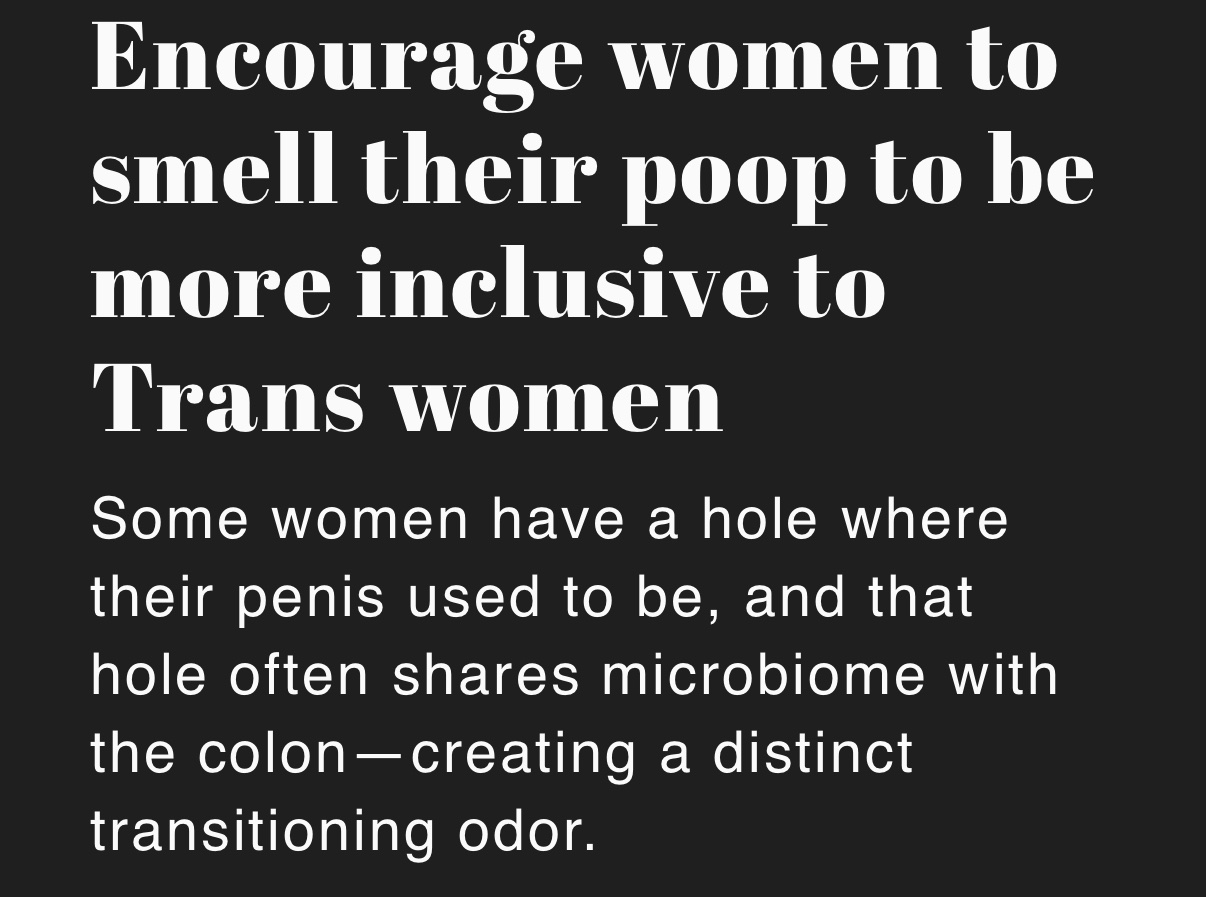 Encourage women to
smell their poop to be
more inclusive to
Trans women
Some women have a hole where
their penis used to be, and that
hole often shares microbiome with
the colon—creating a distinct
transitioning odor.